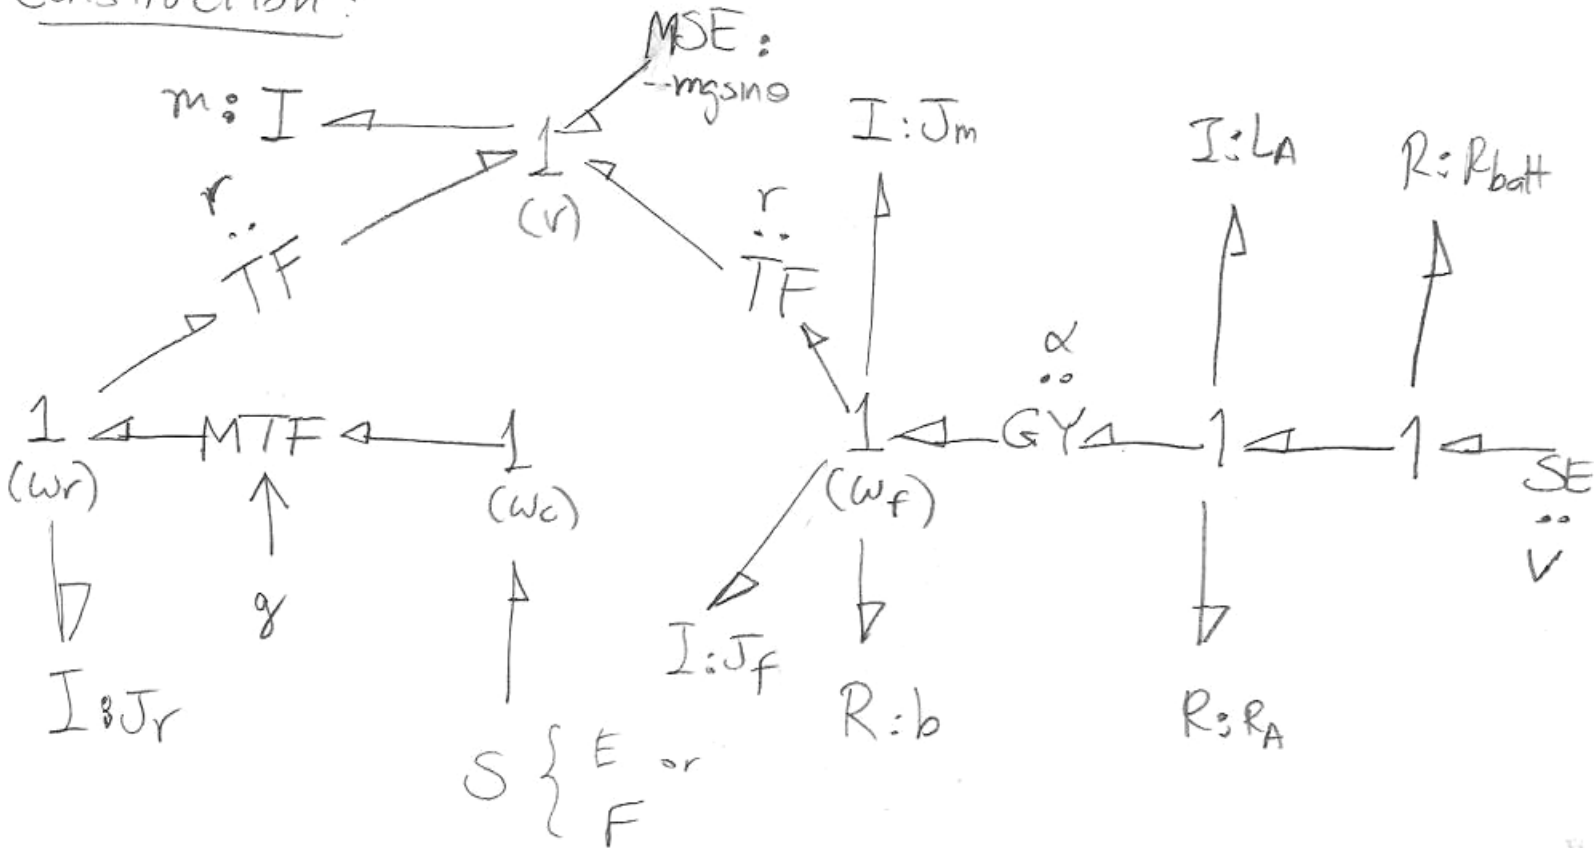 Construction:
MSE:
-mgsinθ
m: I
1
(v)
I: Jm
I: LA
R: Rbatt
r
:
TF
r
:
TF
α
:
1
(ωr)
MTF
1
(ωc)
1
(ωf)
GY
1
1
SE
:
V
g
I: Jr
I: Jf
R: b
R: RA
S { E or
F